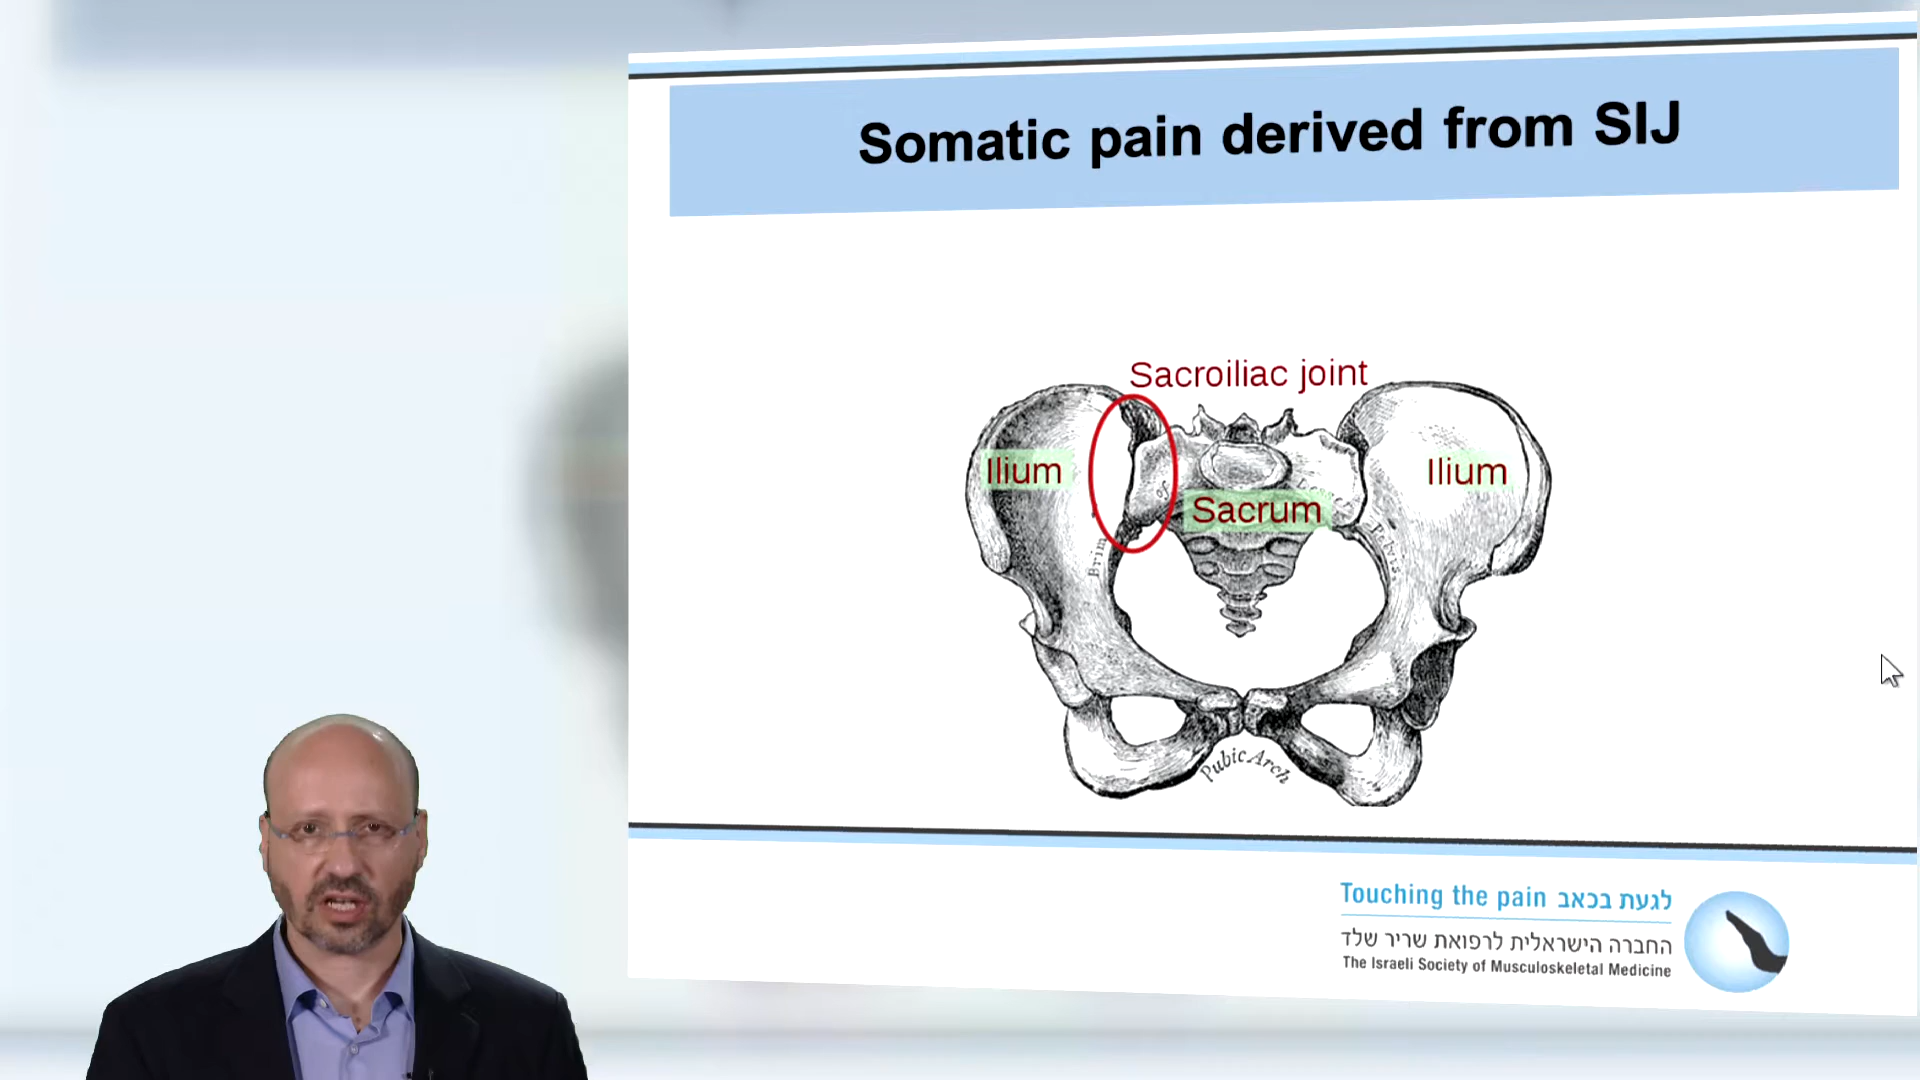 Somatic pain derived from SIJ
Sacroiliac joint
Ilium
Ilium
Sacrum
Brim
of
Pelvis
Pubic Arch
Touching the pain לגעת בכאב
החברה הישראלית לרפואת שריר שלד
The Israeli Society of Musculoskeletal Medicine